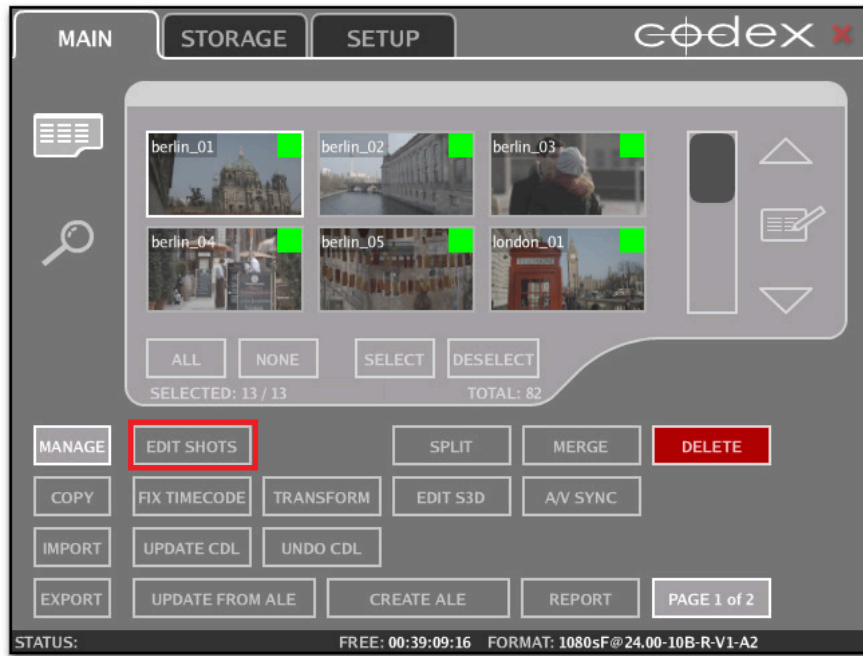 MAIN STORAGE SETUP codex
berlin_01 berlin_02 berlin_03
berlin_04 berlin_05 london_01
TELEPHONE
ALL NONE SELECT DESELECT
SELECTED: 13 / 13 TOTAL: 82
MANAGE EDIT SHOTS SPLIT MERGE DELETE
COPY FIX TIMECODE TRANSFORM EDIT S3D A/V SYNC
IMPORT UPDATE CDL UNDO CDL
EXPORT UPDATE FROM ALE CREATE ALE REPORT PAGE 1 of 2
STATUS: FREE: 00:39:09:16 FORMAT: 1080sF@24.00-10B-R-V1-A2